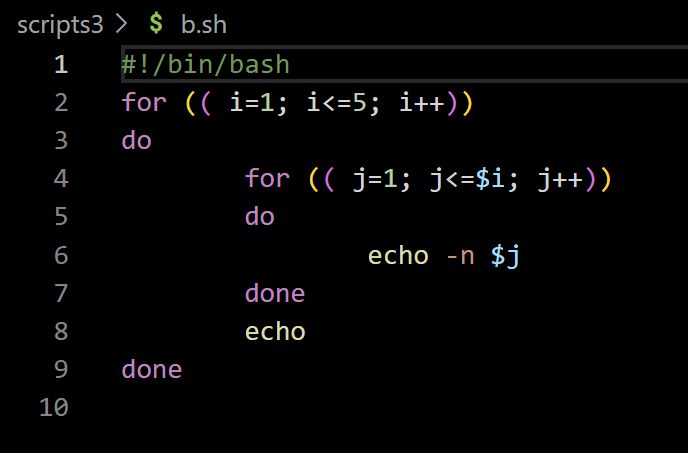 scripts3 > $ b.sh
1 #!/bin/bash
2 for (( i=1; i<=5; i++))
3 do
4         for (( j=1; j<=$i; j++))
5         do
6                 echo -n $j
7         done
8         echo
9 done
10